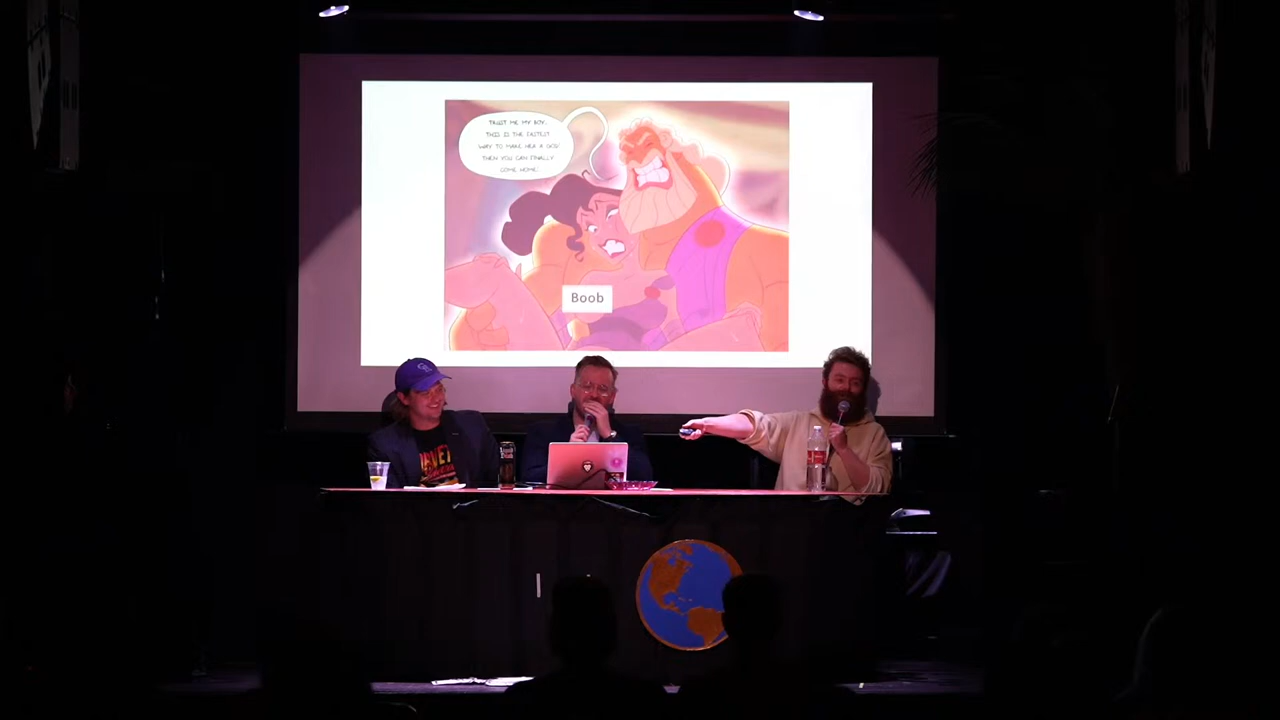 TRUST ME MY BOY,
THIS IS THE FASTEST
WAY TO MAKE HER A GOD
THEN YOU CAN FINALLY
COME HOME.
Boob